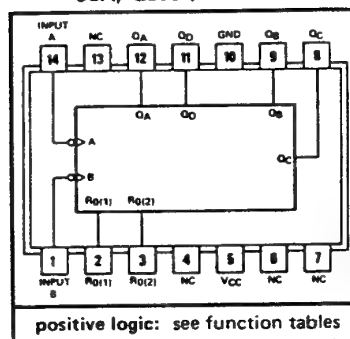 INPUT
A NC QA QD GND QB QC
14 13 12 11 10 9 8
QA QD QB
A
QC
B
R0(1) R0(2)
1 2 3 4 5 6 7
INPUT
B R0(1) R0(2) NC VCC NC NC
positive logic: see function tables